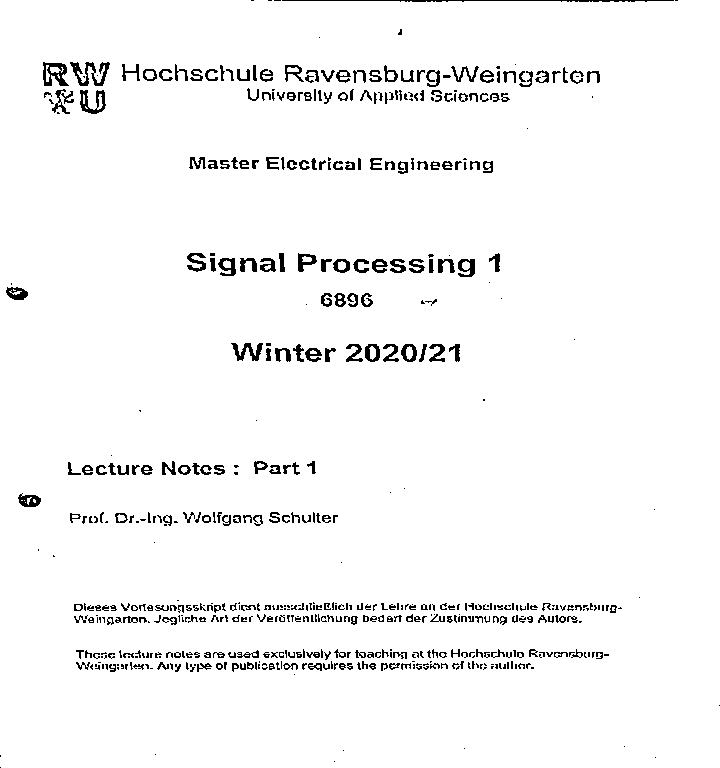 RW Hochschule Ravensburg-Weingarten
U University of Applied Sciences
Master Electrical Engineering
Signal Processing 1
6896
Winter 2020/21
Lecture Notes : Part 1
Prof. Dr.-Ing. Wolfgang Schulter
Dieses Vorlesungsskript dient ausschließlich der Lehre an der Hochschule Ravensburg-
Weingarten. Jegliche Art der Veröffentlichung bedarf der Zustimmung des Autors.
These lecture notes are used exclusively for teaching at the Hochschule Ravensburg-
Weingarten. Any type of publication requires the permission of the author.